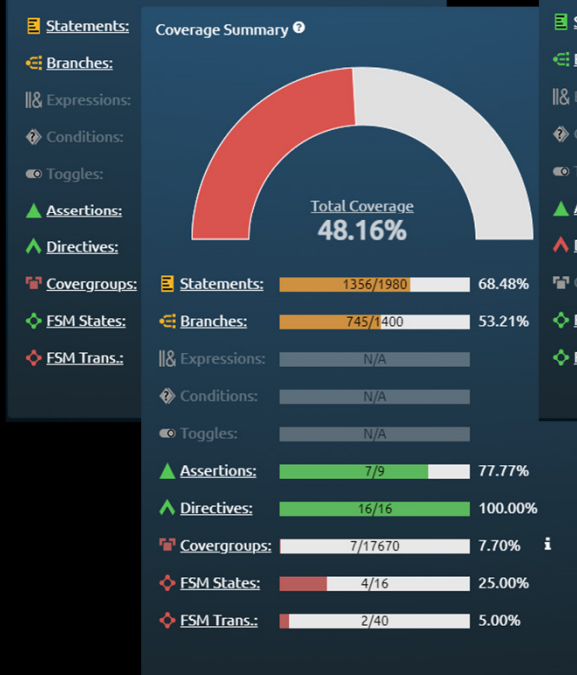 Statements:
Branches:
Expressions:
Conditions:
Toggles:
Assertions:
Directives:
Covergroups:
FSM States:
FSM Trans.:
Coverage Summary ?
Total Coverage
48.16%
Statements: 1356/1980 68.48%
Branches: 745/1400 53.21%
Expressions: N/A
Conditions: N/A
Toggles: N/A
Assertions: 7/9 77.77%
Directives: 16/16 100.00%
Covergroups: 7/17670 7.70% i
FSM States: 4/16 25.00%
FSM Trans.: 2/40 5.00%